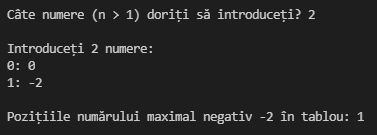 Câte numere (n > 1) doriți să introduceți? 2
Introduceți 2 numere:
0: 0
1: -2
Pozițiile numărului maximal negativ -2 în tablou: 1